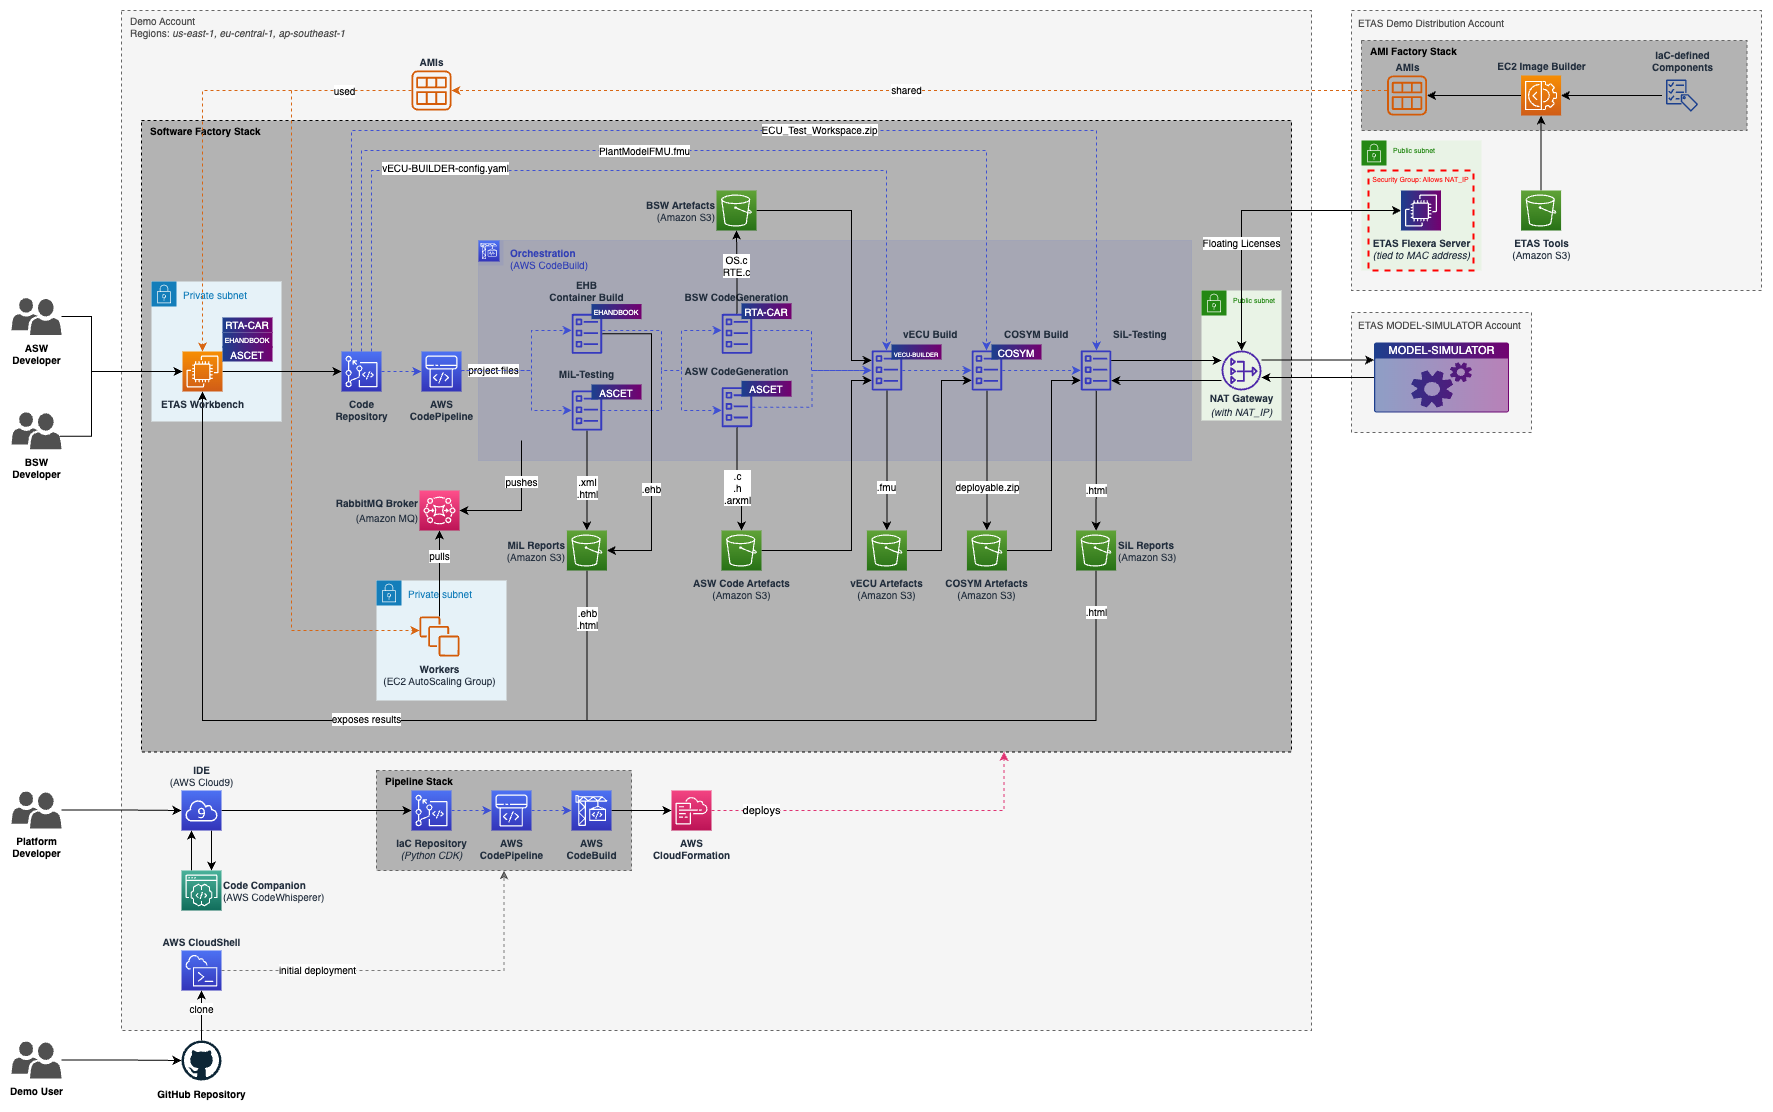 Demo Account
Regions: us-east-1, eu-central-1, ap-southeast-1
ETAS Demo Distribution Account
AMI Factory Stack
AMIs
EC2 Image Builder
IaC-defined
Components
AMIs
used
shared
Software Factory Stack
ECU_Test_Workspace.zip
PlantModelFMU.fmu
vECU-BUILDER-config.yaml
Public subnet
Security Group: Allows NAT_IP
ETAS Flexera Server
(tied to MAC address)
ETAS Tools
(Amazon S3)
BSW Artefacts
(Amazon S3)
Floating Licenses
Orchestration
(AWS CodeBuild)
OS.c
RTE.c
Private subnet
RTA-CAR
EHANDBOOK
ASCET
ETAS Workbench
ASW
Developer
BSW
Developer
Code
Repository
AWS
CodePipeline
project files
EHB
Container Build
EHANDBOOK
MiL-Testing
ASCET
BSW CodeGeneration
RTA-CAR
ASW CodeGeneration
ASCET
vECU Build
VECU-BUILDER
COSYM Build
COSYM
SiL-Testing
Public subnet
NAT Gateway
(with NAT_IP)
ETAS MODEL-SIMULATOR Account
MODEL-SIMULATOR
pushes
.xml
.html
.ehb
.c
.h
.arxml
.fmu
deployable.zip
.html
RabbitMQ Broker
(Amazon MQ)
pulls
MiL Reports
(Amazon S3)
ASW Code Artefacts
(Amazon S3)
vECU Artefacts
(Amazon S3)
COSYM Artefacts
(Amazon S3)
SiL Reports
(Amazon S3)
Private subnet
Workers
(EC2 AutoScaling Group)
.ehb
.html
.html
exposes results
IDE
(AWS Cloud9)
Platform
Developer
Pipeline Stack
IaC Repository
(Python CDK)
AWS
CodePipeline
AWS
CodeBuild
AWS
CloudFormation
deploys
Code Companion
(AWS CodeWhisperer)
AWS CloudShell
initial deployment
clone
Demo User
GitHub Repository
9